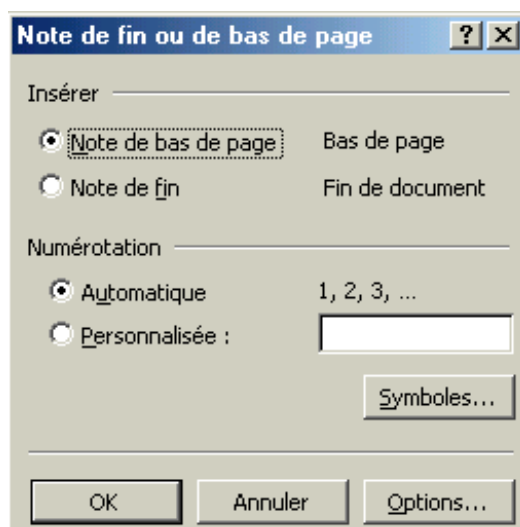 Note de fin ou de bas de page
Insérer
Note de bas de page Bas de page
Note de fin Fin de document
Numérotation
Automatique 1, 2, 3, ...
Personnalisée :
Symboles...
OK Annuler Options...